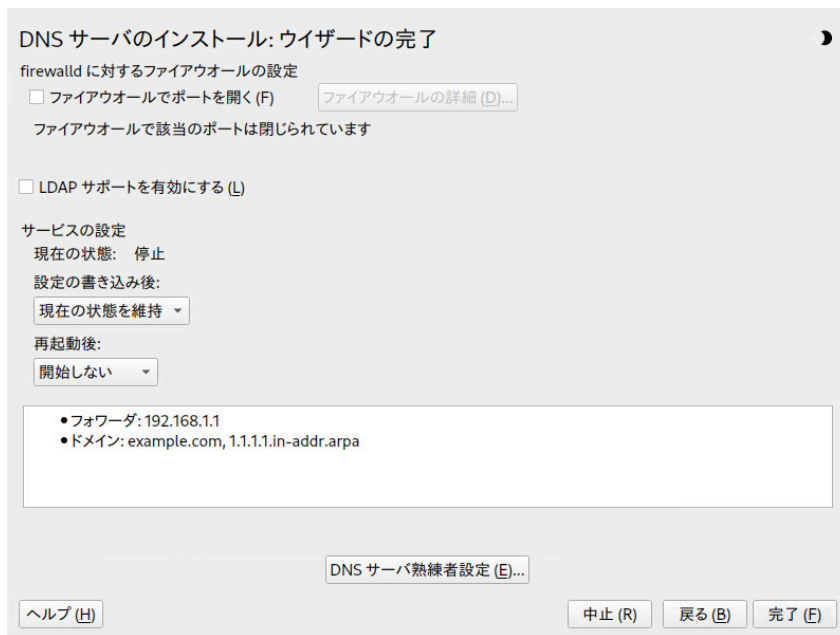 DNS サーバのインストール: ウイザードの完了
firewalld に対するファイアウオールの設定
ファイアウオールでポートを開く(F)
ファイアウオールの詳細 (D)...
ファイアウオールで該当のポートは閉じられています
LDAP サポートを有効にする (L)
サービスの設定
現在の状態: 停止
設定の書き込み後:
現在の状態を維持
再起動後:
開始しない
●フォワーダ: 192.168.1.1
●ドメイン: example.com, 1.1.1.1.in-addr.arpa
DNS サーバ熟練者設定 (E)...
ヘルプ (H)
中止 (R)
戻る (B)
完了 (F)